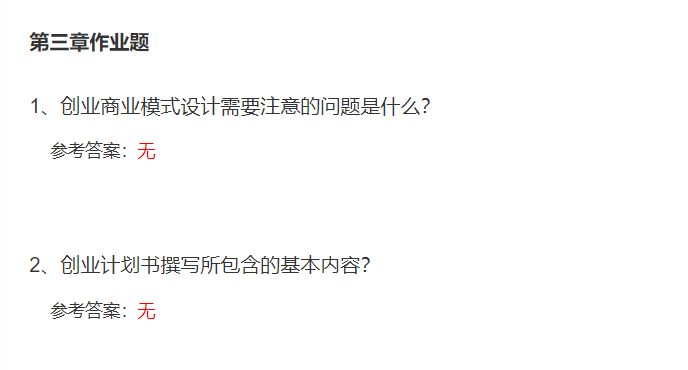 第三章作业题
1、创业商业模式设计需要注意的问题是什么？
参考答案：无
2、创业计划书撰写所包含的基本内容？
参考答案：无